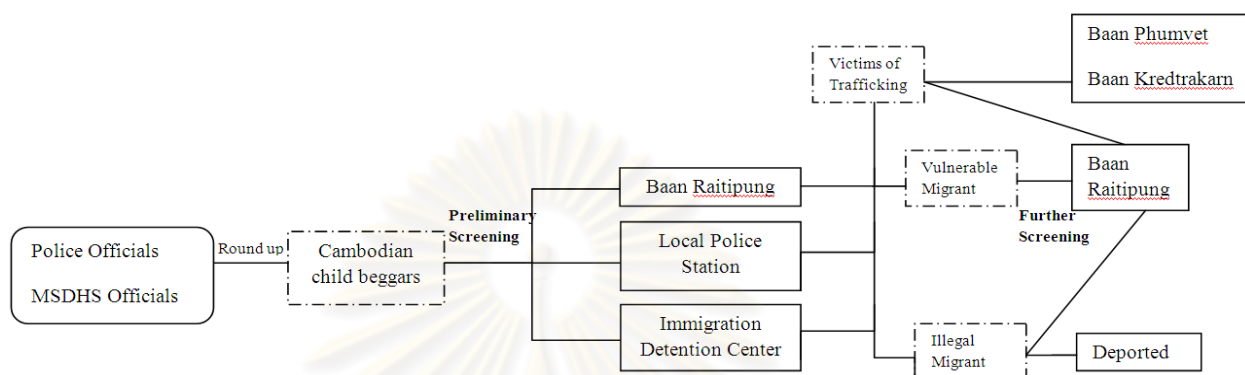 Police Officials
MSDHS Officials
Round up
Cambodian
child beggars
Preliminary
Screening
Baan Raitipung
Local Police
Station
Immigration
Detention Center
Victims of
Trafficking
Vulnerable
Migrant
Illegal
Migrant
Further
Screening
Baan Phumvet
Baan Kredtrakarn
Baan
Raitipung
Deported